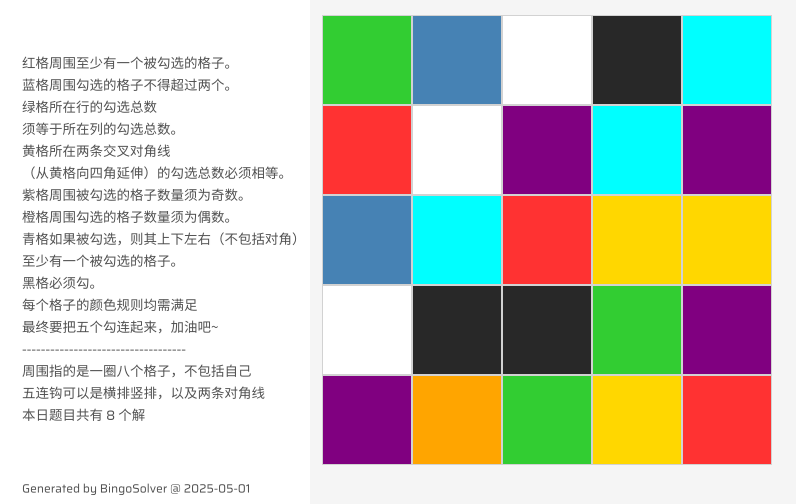 红格周围至少有一个被勾选的格子。
蓝格周围勾选的格子不得超过两个。
绿格所在行的勾选总数
须等于所在列的勾选总数。
黄格所在两条交叉对角线
（从黄格向四角延伸）的勾选总数必须相等。
紫格周围被勾选的格子数量须为奇数。
橙格周围勾选的格子数量须为偶数。
青格如果被勾选，则其上下左右（不包括对角）
至少有一个被勾选的格子。
黑格必须勾。
每个格子的颜色规则均需满足
最终要把五个勾连起来，加油吧~
---------------------------------
周围指的是一圈八个格子，不包括自己
五连钩可以是横排竖排，以及两条对角线
本日题目共有 8 个解
Generated by BingoSolver @ 2025-05-01